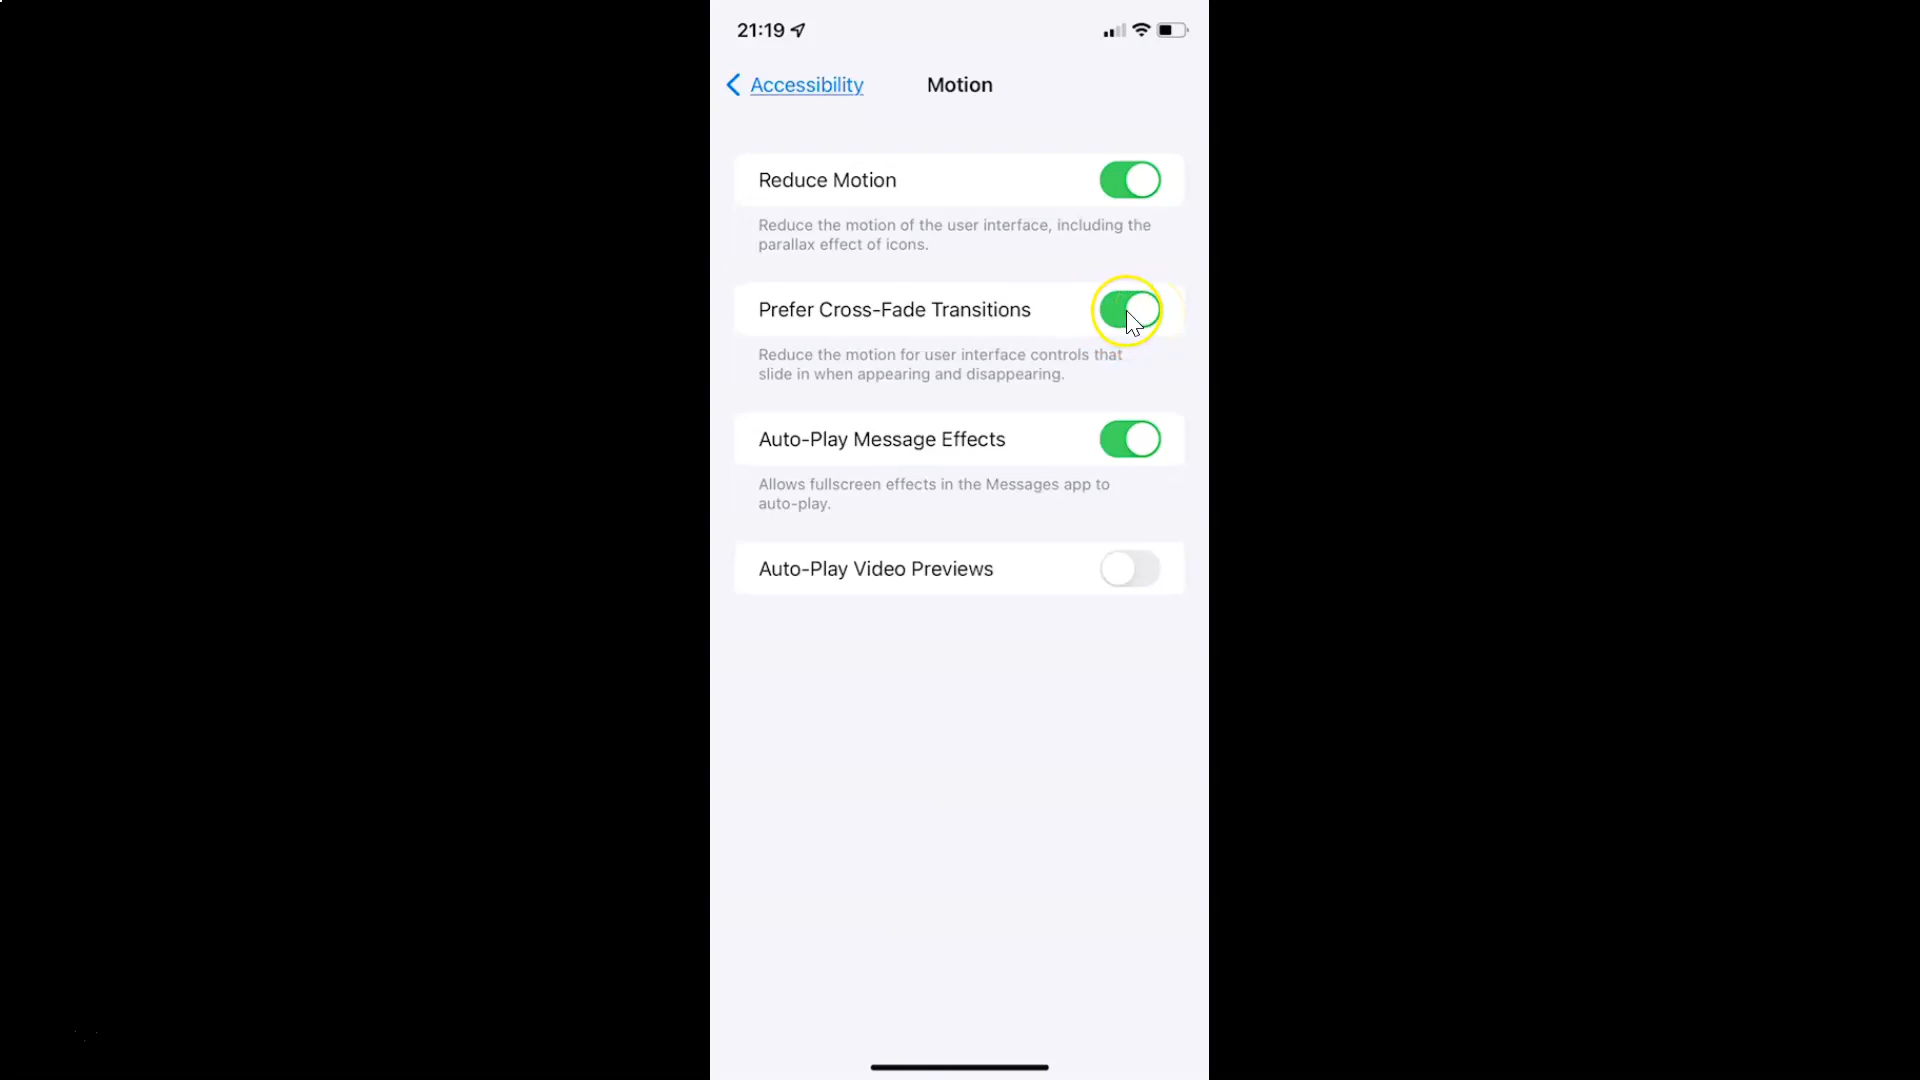 21:19
Accessibility
Motion
Reduce Motion
Reduce the motion of the user interface, including the
parallax effect of icons.
Prefer Cross-Fade Transitions
Reduce the motion for user interface controls that
slide in when appearing and disappearing.
Auto-Play Message Effects
Allows fullscreen effects in the Messages app to
auto-play.
Auto-Play Video Previews